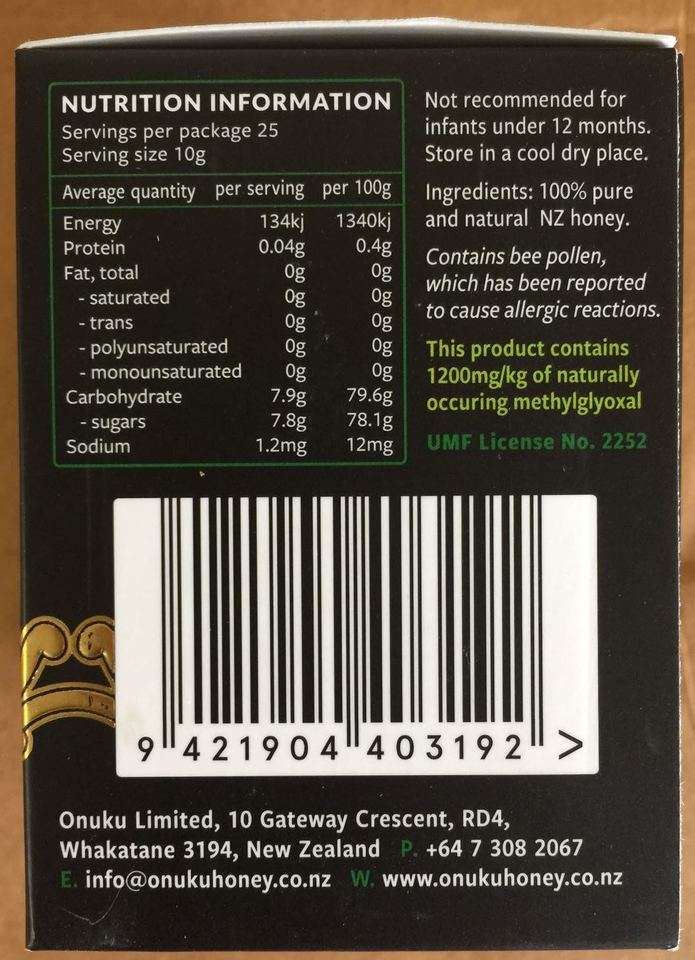 NUTRITION INFORMATION
Servings per package 25
Serving size 10g
Average quantity per serving per 100g
Energy 134kj 1340kj
Protein 0.04g 0.4g
Fat, total 0g 0g
- saturated 0g 0g
- trans 0g 0g
- polyunsaturated 0g 0g
- monounsaturated 0g 0g
Carbohydrate 7.9g 79.6g
- sugars 7.8g 78.1g
Sodium 1.2mg 12mg
Not recommended for
infants under 12 months.
Store in a cool dry place.
Ingredients: 100% pure
and natural NZ honey.
Contains bee pollen,
which has been reported
to cause allergic reactions.
This product contains
1200mg/kg of naturally
occuring methylglyoxal
UMF License No. 2252
9 421904 403192 >
Onuku Limited, 10 Gateway Crescent, RD4,
Whakatane 3194, New Zealand P. +64 7 308 2067
E. info@onukuhoney.co.nz W. www.onukuhoney.co.nz